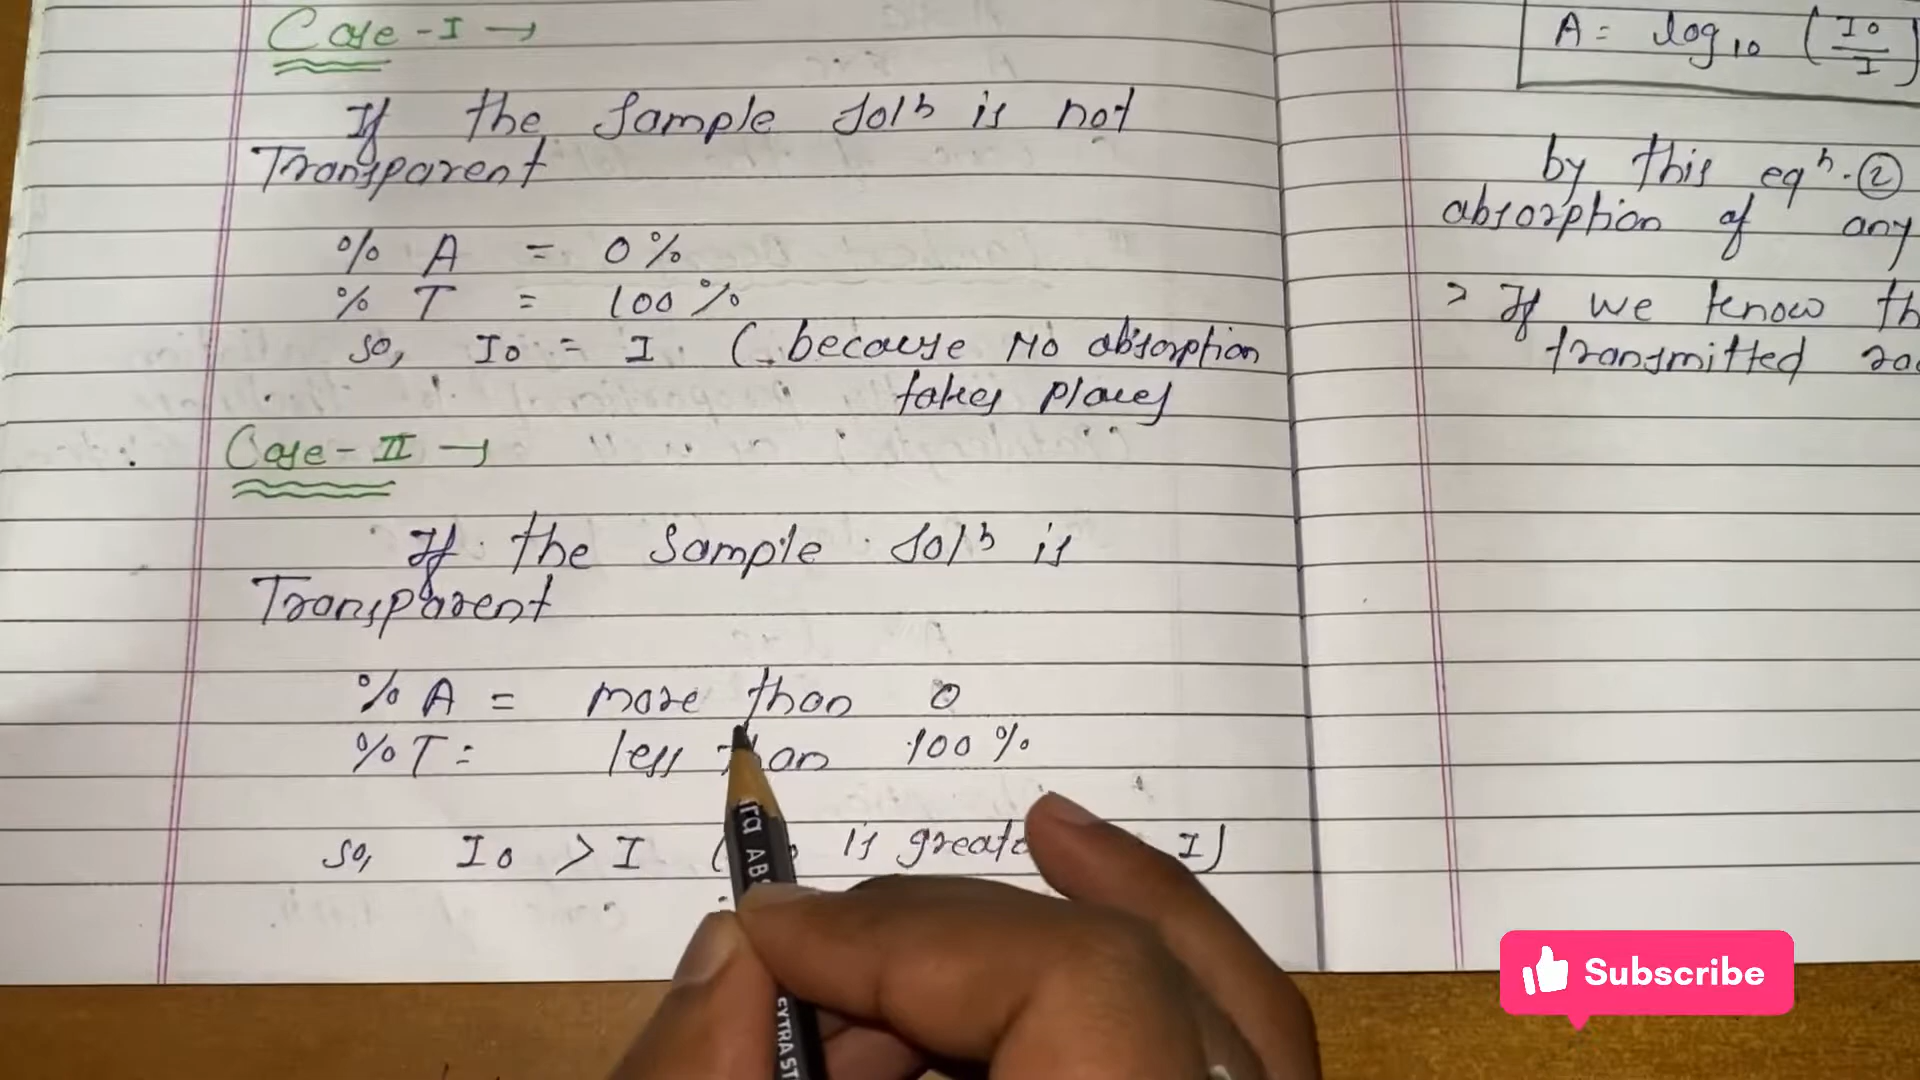 Case - I →
If the Sample Solⁿ is not
Transparent
% A = 0%
% T = 100%
So, I₀ = I (because No absorption
takes place)
Case - II →
If the Sample Solⁿ is
Transparent
% A = more than 0
% T = less than 100%
so, I₀ > I ( is I)
A = log₁₀ (I₀/I)
by this eqⁿ. ②
absorption of any
> If we know
transmitted
Subscribe